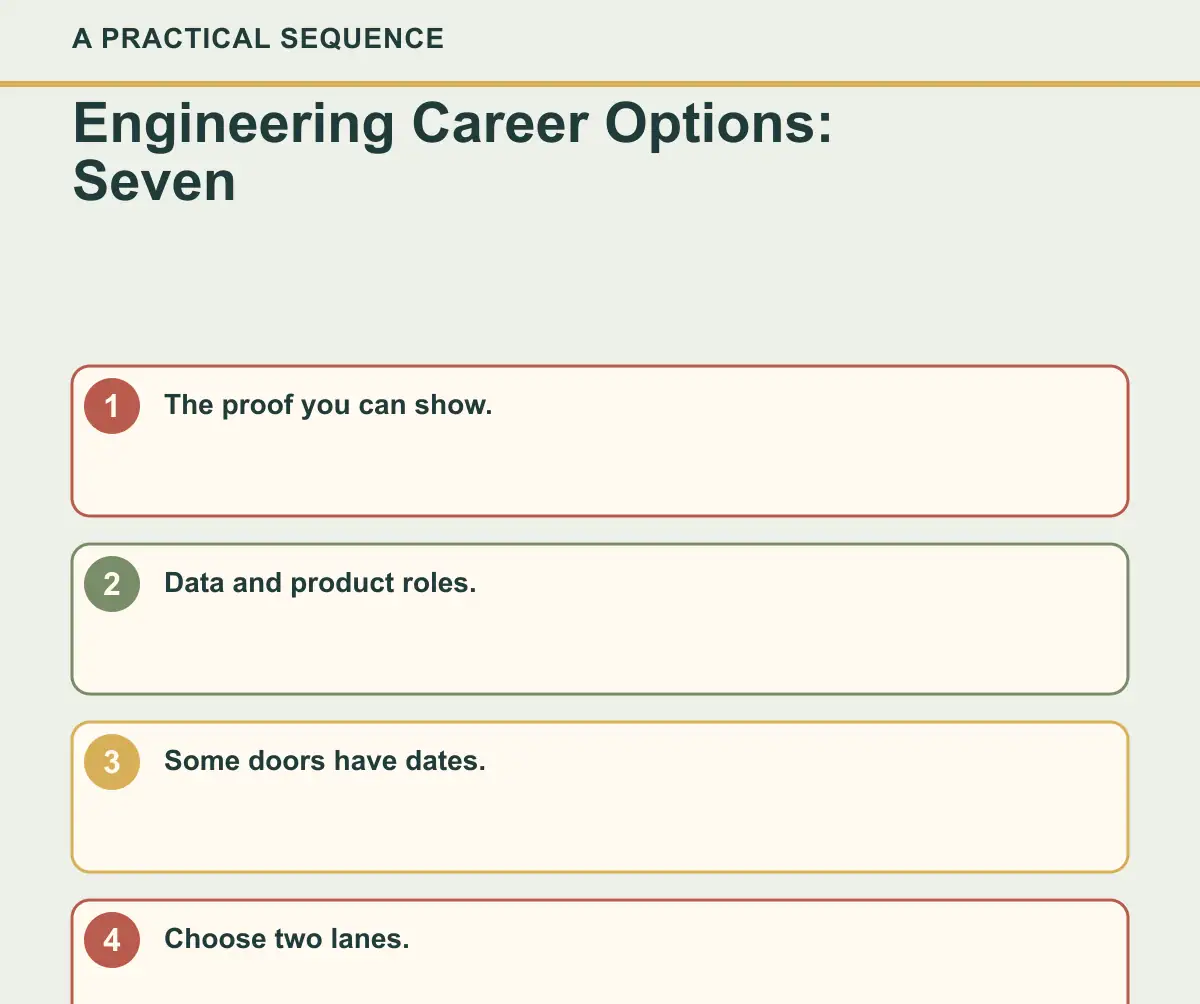 A PRACTICAL SEQUENCE
Engineering Career Options:
Seven
1 The proof you can show.
2 Data and product roles.
3 Some doors have dates.
4 Choose two lanes.